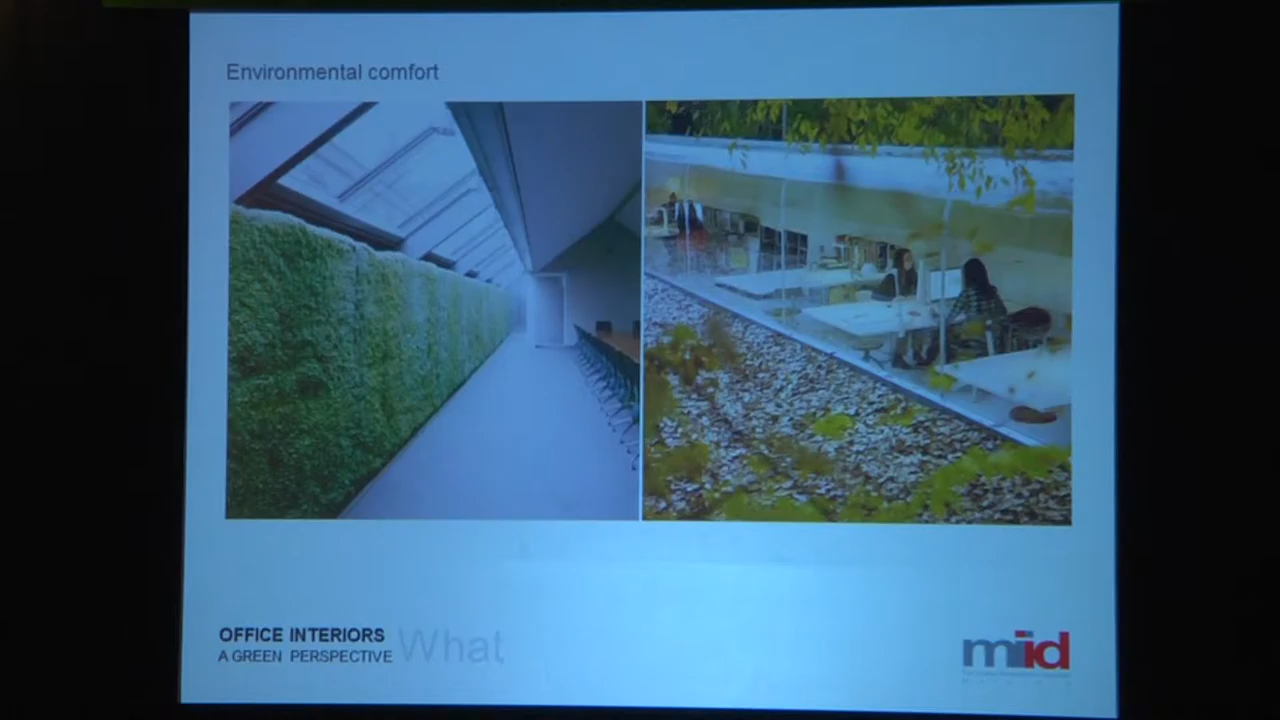 Environmental comfort
OFFICE INTERIORS
A GREEN PERSPECTIVE
What
miid